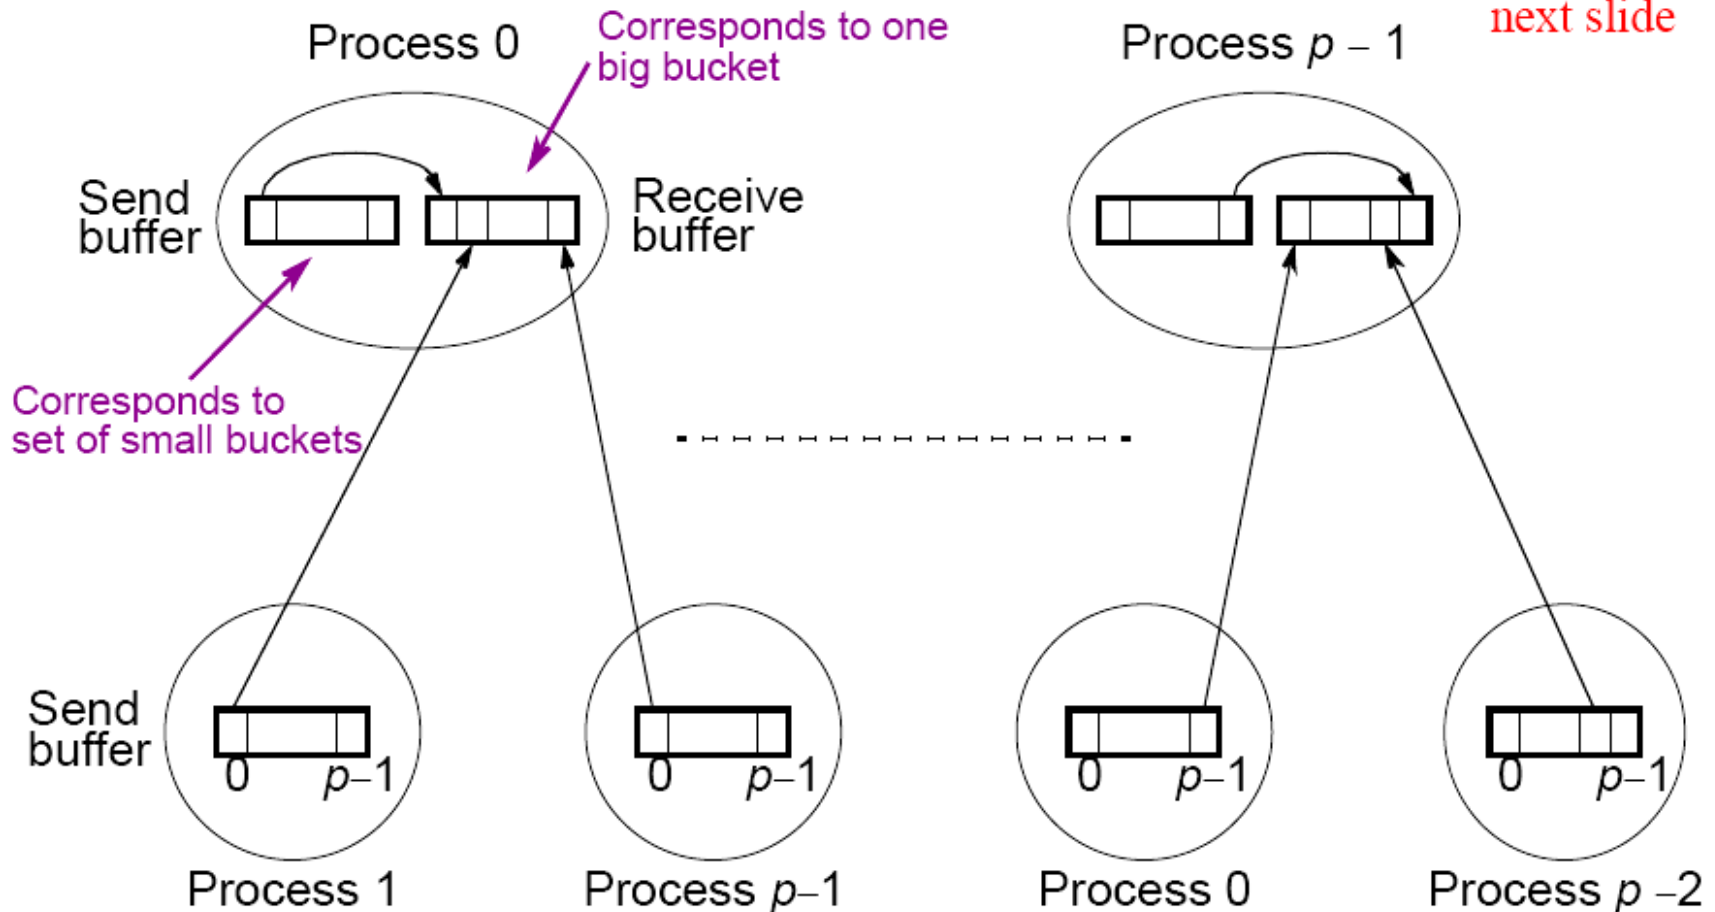 next slide
Process 0
Corresponds to one
big bucket
Process p – 1
Send
buffer
Receive
buffer
Corresponds to
set of small buckets
Send
buffer
0 p–1
0 p–1
0 p–1
0 p–1
Process 1
Process p–1
Process 0
Process p –2